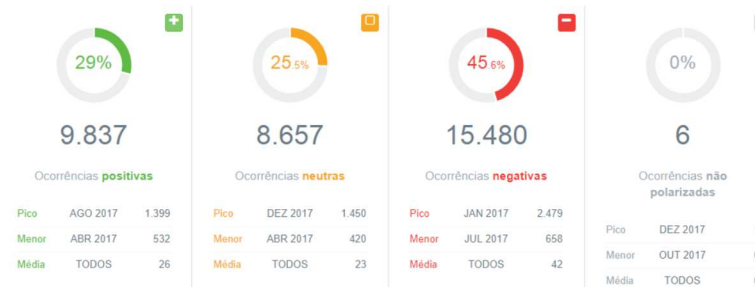 29%
9.837
Ocorrências positivas
Pico AGO 2017 1.399
Menor ABR 2017 532
Média TODOS 26
25.5%
8.657
Ocorrências neutras
Pico DEZ 2017 1.450
Menor ABR 2017 420
Média TODOS 23
45.6%
15.480
Ocorrências negativas
Pico JAN 2017 2.479
Menor JUL 2017 658
Média TODOS 42
0%
6
Ocorrências não
polarizadas
Pico DEZ 2017
Menor OUT 2017
Média TODOS